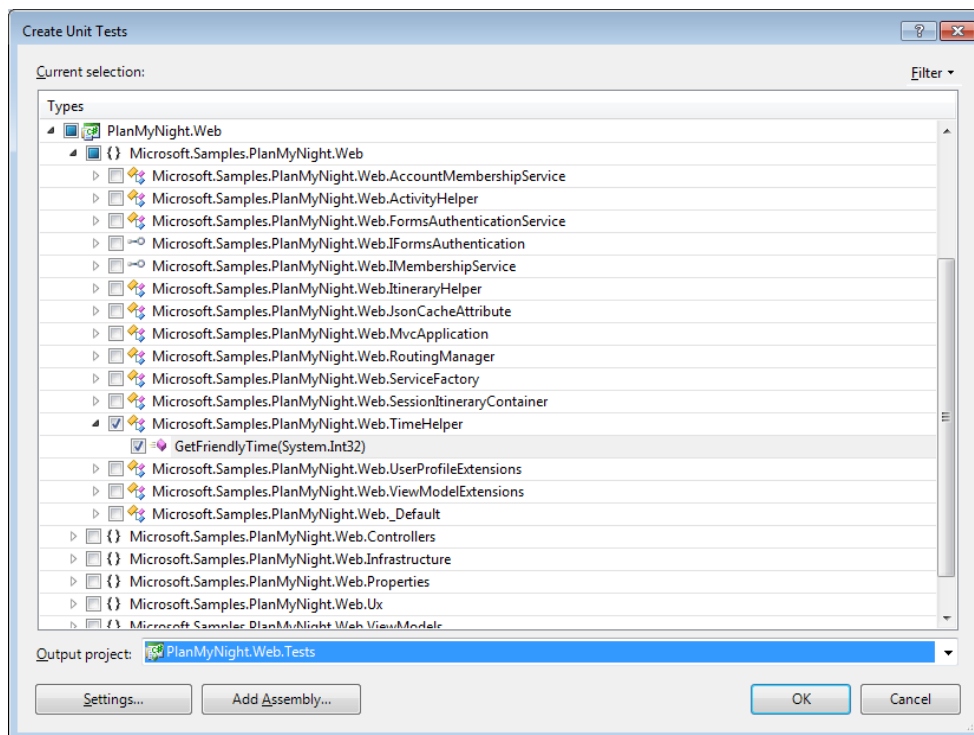 Create Unit Tests
Current selection:
Filter
Types
PlanMyNight.Web
{} Microsoft.Samples.PlanMyNight.Web
Microsoft.Samples.PlanMyNight.Web.AccountMembershipService
Microsoft.Samples.PlanMyNight.Web.ActivityHelper
Microsoft.Samples.PlanMyNight.Web.FormsAuthenticationService
Microsoft.Samples.PlanMyNight.Web.IFormsAuthentication
Microsoft.Samples.PlanMyNight.Web.IMembershipService
Microsoft.Samples.PlanMyNight.Web.ItineraryHelper
Microsoft.Samples.PlanMyNight.Web.JsonCacheAttribute
Microsoft.Samples.PlanMyNight.Web.MvcApplication
Microsoft.Samples.PlanMyNight.Web.RoutingManager
Microsoft.Samples.PlanMyNight.Web.ServiceFactory
Microsoft.Samples.PlanMyNight.Web.SessionItineraryContainer
Microsoft.Samples.PlanMyNight.Web.TimeHelper
GetFriendlyTime(System.Int32)
Microsoft.Samples.PlanMyNight.Web.UserProfileExtensions
Microsoft.Samples.PlanMyNight.Web.ViewModelExtensions
Microsoft.Samples.PlanMyNight.Web._Default
{} Microsoft.Samples.PlanMyNight.Web.Controllers
{} Microsoft.Samples.PlanMyNight.Web.Infrastructure
{} Microsoft.Samples.PlanMyNight.Web.Properties
{} Microsoft.Samples.PlanMyNight.Web.Ux
{} Microsoft.Samples.PlanMyNight.Web.ViewModels
Output project: PlanMyNight.Web.Tests
Settings... Add Assembly... OK Cancel